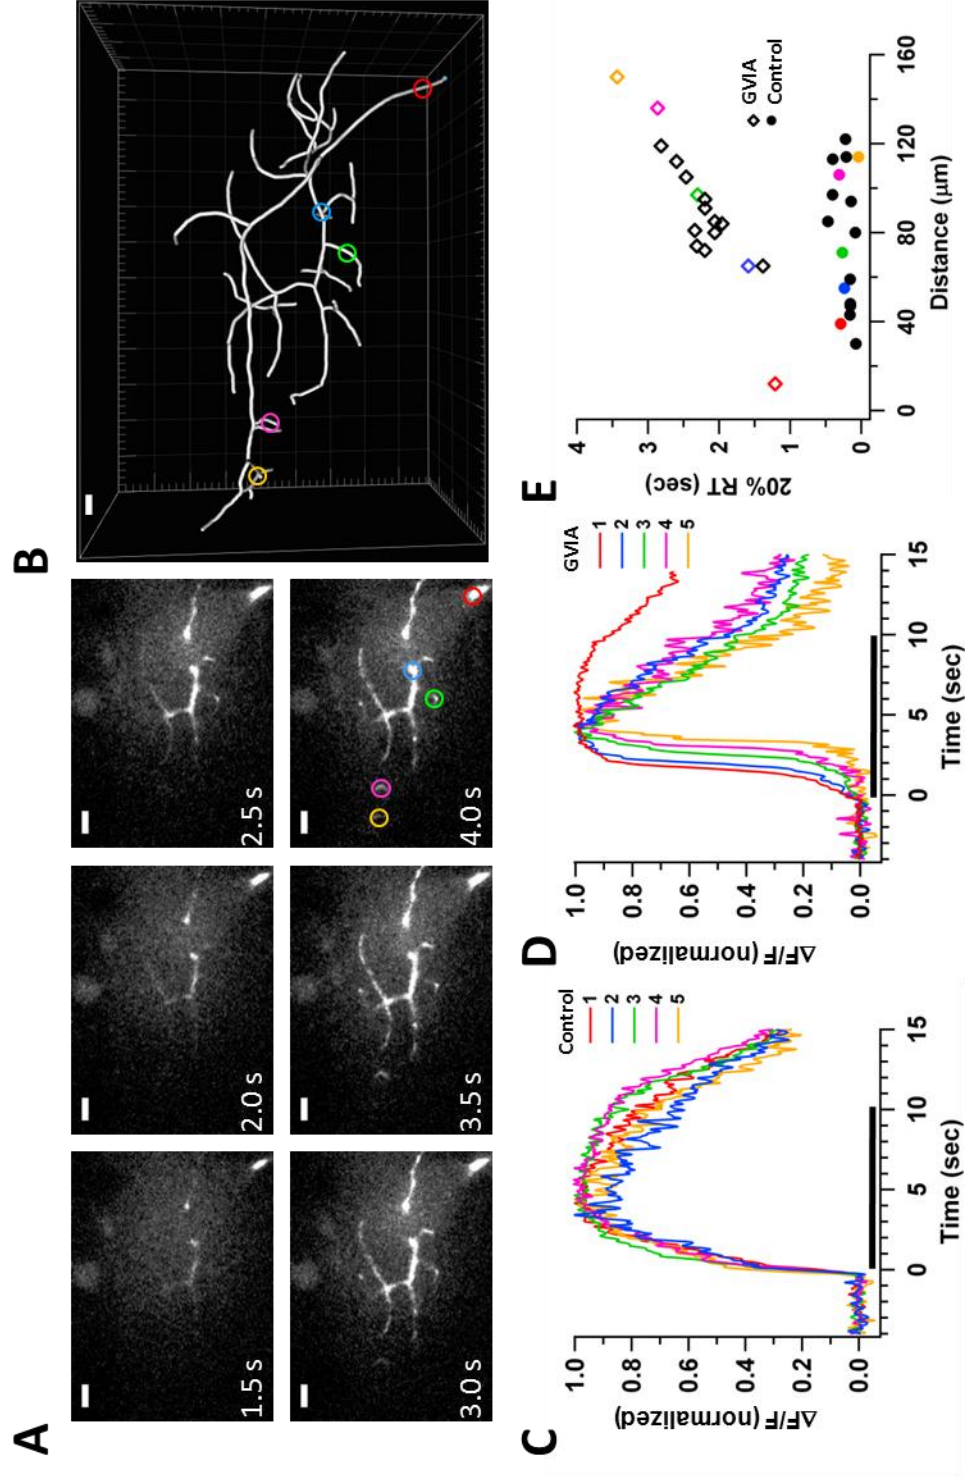 A
1.5 s
2.0 s
2.5 s
3.0 s
3.5 s
4.0 s
B
C
ΔF/F (normalized)
1.0
0.8
0.6
0.4
0.2
0.0
0
5
10
15
Time (sec)
Control
1
2
3
4
5
D
ΔF/F (normalized)
1.0
0.8
0.6
0.4
0.2
0.0
0
5
10
15
Time (sec)
GVIA
1
2
3
4
5
E
20% RT (sec)
4
3
2
1
0
0
40
80
120
160
Distance (μm)
GVIA
Control